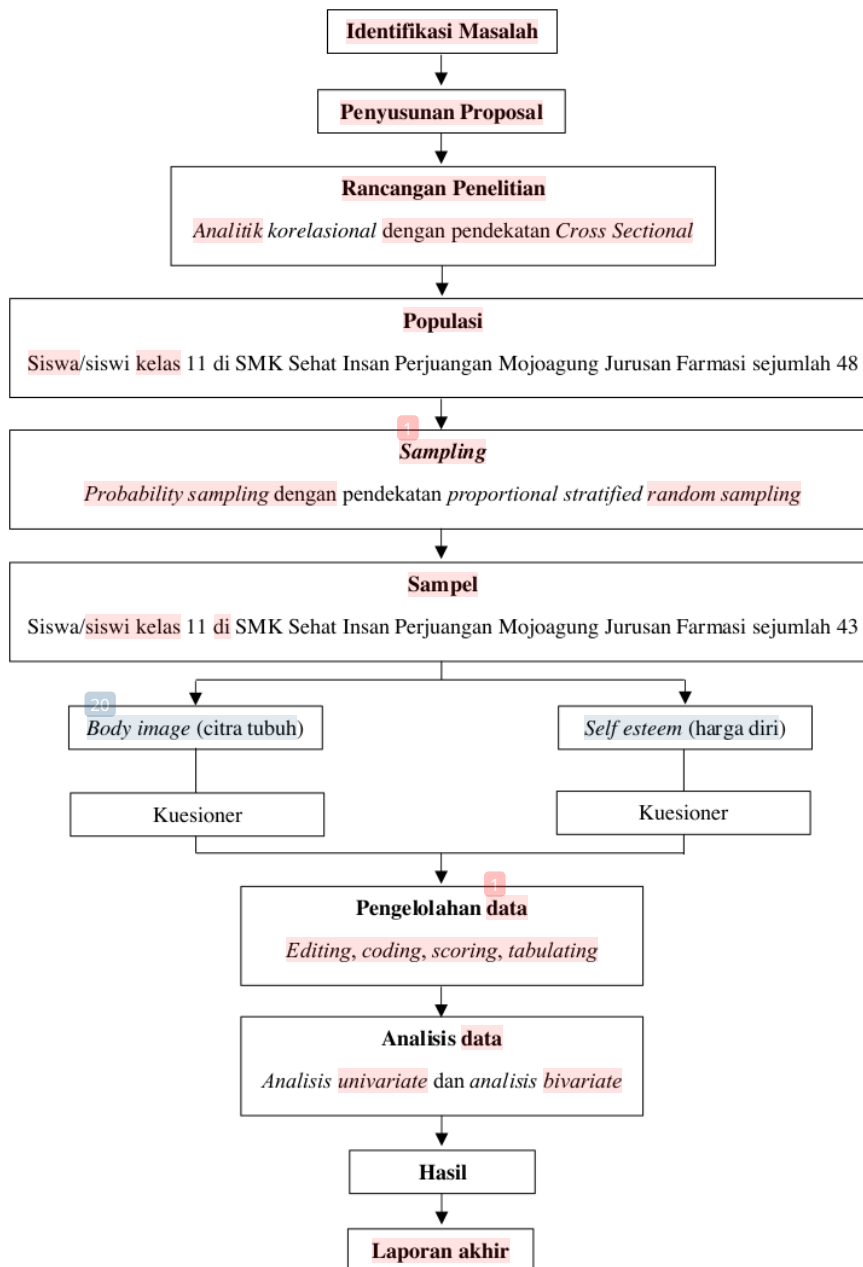 Identifikasi Masalah
Penyusunan Proposal
Rancangan Penelitian
Analitik korelasional dengan pendekatan Cross Sectional
Populasi
Siswa/siswi kelas 11 di SMK Sehat Insan Perjuangan Mojoagung Jurusan Farmasi sejumlah 48
1
Sampling
Probability sampling dengan pendekatan proportional stratified random sampling
Sampel
Siswa/siswi kelas 11 di SMK Sehat Insan Perjuangan Mojoagung Jurusan Farmasi sejumlah 43
20
Body image (citra tubuh)
Self esteem (harga diri)
Kuesioner
Kuesioner
1
Pengelolahan data
Editing, coding, scoring, tabulating
Analisis data
Analisis univariate dan analisis bivariate
Hasil
Laporan akhir